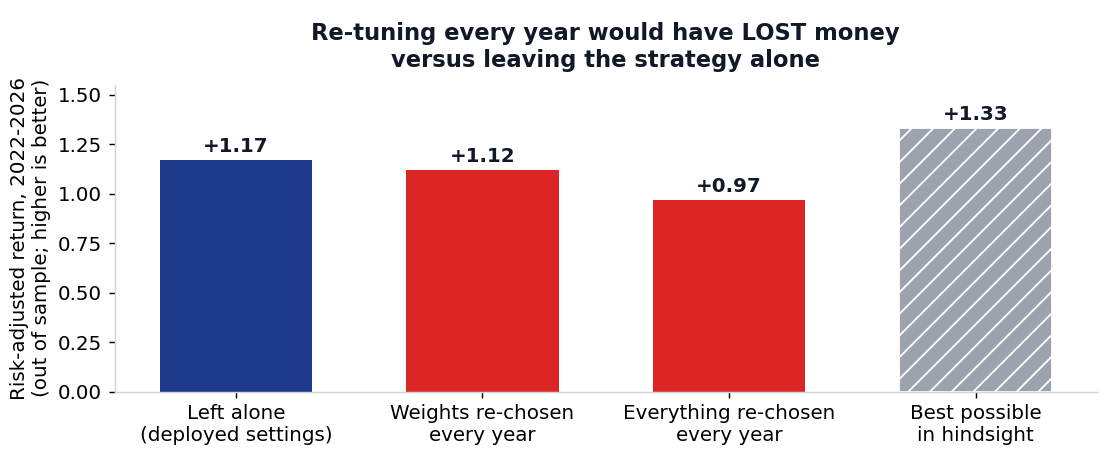 Re-tuning every year would have LOST money
versus leaving the strategy alone
Risk-adjusted return, 2022-2026
(out of sample; higher is better)
1.50
1.25
1.00
0.75
0.50
0.25
0.00
+1.17
+1.12
+0.97
+1.33
Left alone
(deployed settings)
Weights re-chosen
every year
Everything re-chosen
every year
Best possible
in hindsight